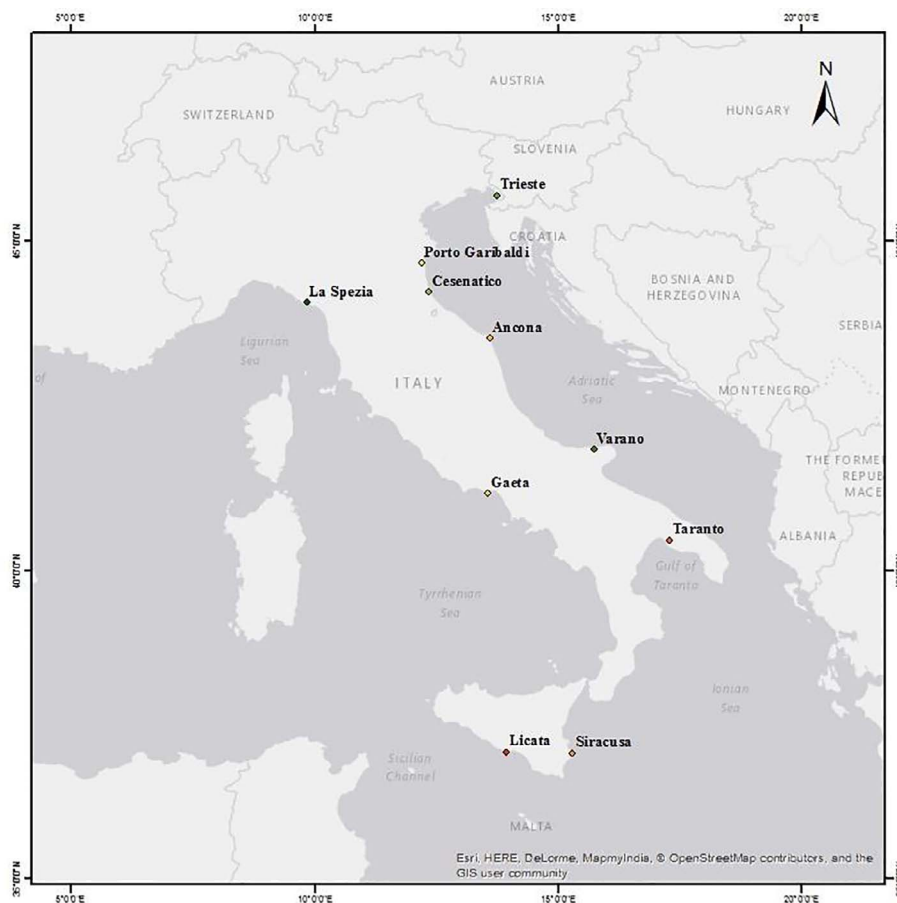 5°0'0"E 10°0'0"E 15°0'0"E 20°0'0"E
N
AUSTRIA
SWITZERLAND
HUNGARY
SLOVENIA
Trieste
45°0'0"N
CROATIA
Porto Garibaldi
Cesenatico
BOSNIA AND
HERZEGOVINA
La Spezia
Ancona
SERBIA
Ligurian
Sea
of
ITALY
Adriatic
Sea
MONTENEGRO
Varano
THE FORMER
REPUB
MACE
Gaeta
Taranto
ALBANIA
40°0'0"N
Gulf of
Taranto
Tyrrhenian
Sea
Ionian
Sea
Licata
Siracusa
Sicilian
Channel
MALTA
Esri, HERE, DeLorme, MapmyIndia, © OpenStreetMap contributors, and the
GIS user community
35°0'0"N
5°0'0"E 10°0'0"E 15°0'0"E 20°0'0"E